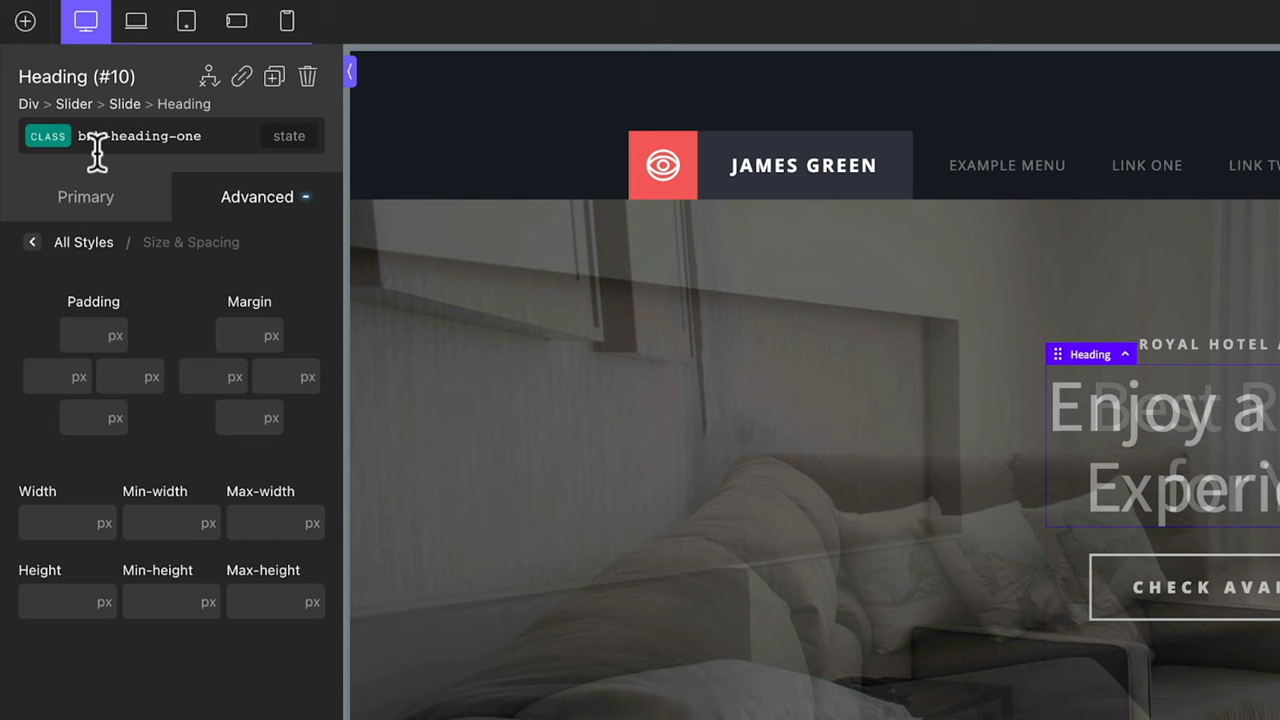 Heading (#10)
Div > Slider > Slide > Heading
CLASS
heading-one
state
Primary
Advanced
All Styles / Size & Spacing
Padding
Margin
px
px
px px
px px
px
px
Width Min-width Max-width
px px px
Height Min-height Max-height
px px px
JAMES GREEN
EXAMPLE MENU
LINK ONE
LINK
ROYAL HOTEL
Heading
Enjoy a
Best
CHECK